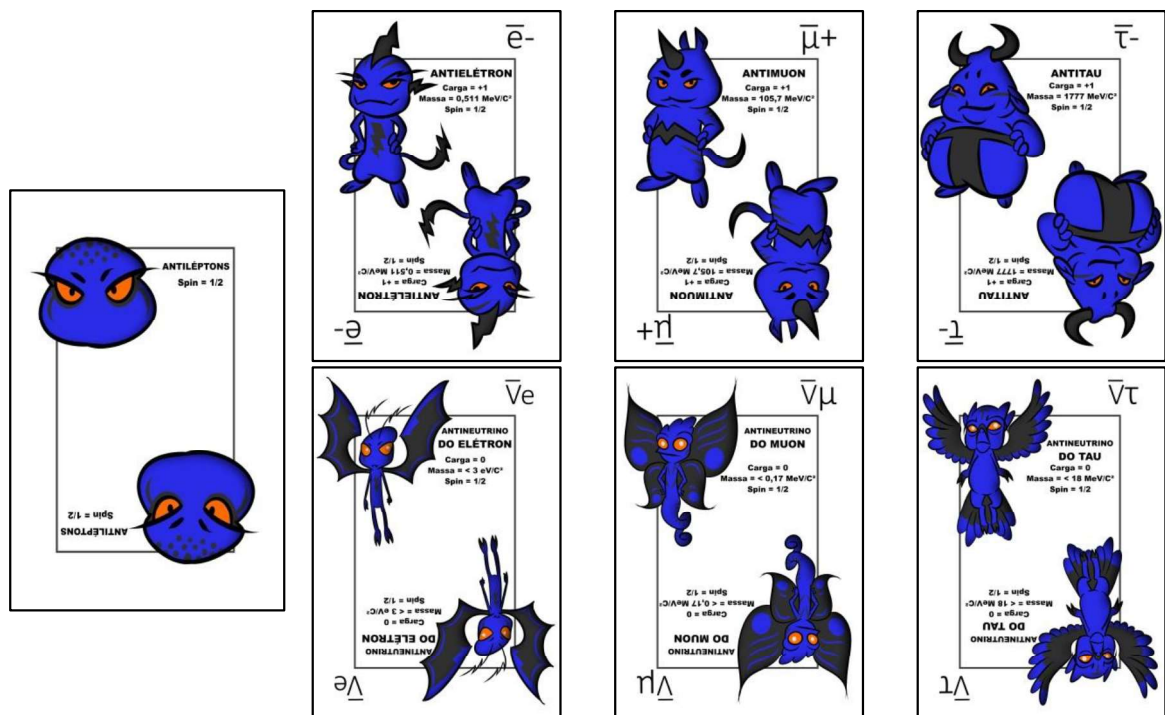 ANTILÉPTONS
Spin = 1/2
ANTILÉPTONS
Spin = 1/2
e̅-
ANTIELÉTRON
Carga = +1
Massa = 0,511 MeV/C²
Spin = 1/2
e̅-
ANTIELÉTRON
Carga = +1
Massa = 0,511 MeV/C²
Spin = 1/2
μ̅+
ANTIMUON
Carga = +1
Massa = 105,7 MeV/C²
Spin = 1/2
μ̅+
ANTIMUON
Carga = +1
Massa = 105,7 MeV/C²
Spin = 1/2
τ̅-
ANTITAU
Carga = +1
Massa = 1777 MeV/C²
Spin = 1/2
τ̅-
ANTITAU
Carga = +1
Massa = 1777 MeV/C²
Spin = 1/2
V̅e
ANTINEUTRINO
DO ELÉTRON
Carga = 0
Massa = < 3 eV/C²
Spin = 1/2
V̅e
ANTINEUTRINO
DO ELÉTRON
Carga = 0
Massa = < 3 eV/C²
Spin = 1/2
V̅μ
ANTINEUTRINO
DO MUON
Carga = 0
Massa = < 0,17 MeV/C²
Spin = 1/2
V̅μ
ANTINEUTRINO
DO MUON
Carga = 0
Massa = < 0,17 MeV/C²
Spin = 1/2
V̅τ
ANTINEUTRINO
DO TAU
Carga = 0
Massa = < 18 MeV/C²
Spin = 1/2
V̅τ
ANTINEUTRINO
DO TAU
Carga = 0
Massa = < 18 MeV/C²
Spin = 1/2